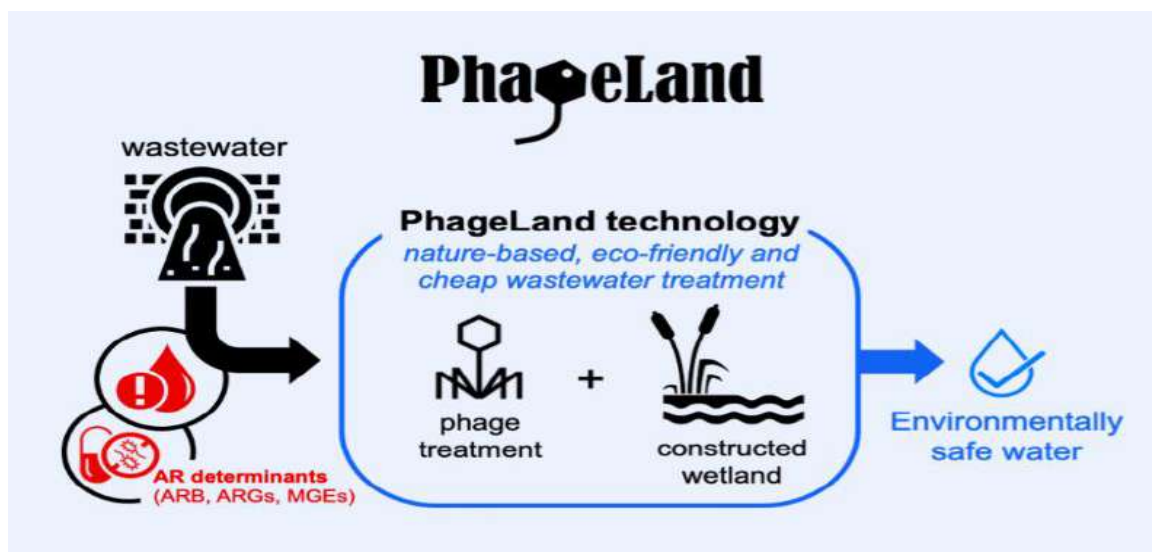 PhageLand
wastewater
PhageLand technology
nature-based, eco-friendly and
cheap wastewater treatment
+
phage
treatment
constructed
wetland
AR determinants
(ARB, ARGs, MGEs)
Environmentally
safe water